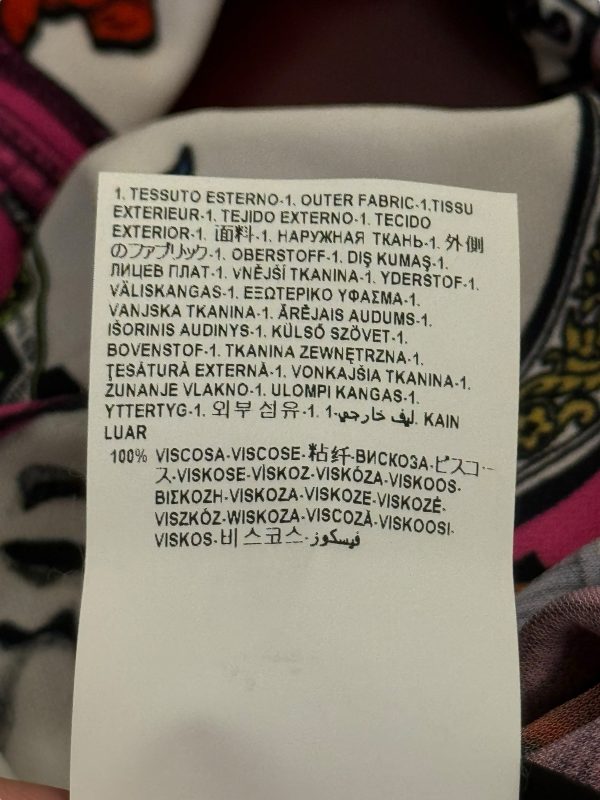 1. TESSUTO ESTERNO-1. OUTER FABRIC-1.TISSU
EXTERIEUR-1. TEJIDO EXTERNO-1. TECIDO
EXTERIOR-1. 面料-1. НАРУЖНАЯ ТКАНЬ-1. 外側
のファブリック-1. OBERSTOFF-1. DIŞ KUMAŞ-1.
ЛИЦЕВ ПЛАТ-1. VNĚJŠÍ TKANINA-1. YDERSTOF-1.
VÄLISKANGAS-1. ΕΞΩΤΕΡΙΚΟ ΥΦΑΣΜΑ-1.
VANJSKA TKANINA-1. ĀRĒJAIS AUDUMS-1.
IŠORINIS AUDINYS-1. KÜLSŐ SZÖVET-1.
BOVENSTOF-1. TKANINA ZEWNĘTRZNA-1.
ŢESĂTURĂ EXTERNĂ-1. VONKAJŠIA TKANINA-1.
ZUNANJE VLAKNO-1. ULOMPI KANGAS-1.
YTTERTYG-1. 외부 섬유-1. 1-ليف خارجي. 1. KAIN
LUAR
100% VISCOSA-VISCOSE-粘纤-ВИСКОЗА-ビスコー
ス-VISKOSE-VİSKOZ-VISKÓZA-VISKOOS-
ΒΙΣΚΟΖΗ-VISKOZA-VISKOZE-VISKOZĖ-
VISZKÓZ-WISKOZA-VISCOZĂ-VISKOOSI-
VISKOS-비스코스-فيسكوز